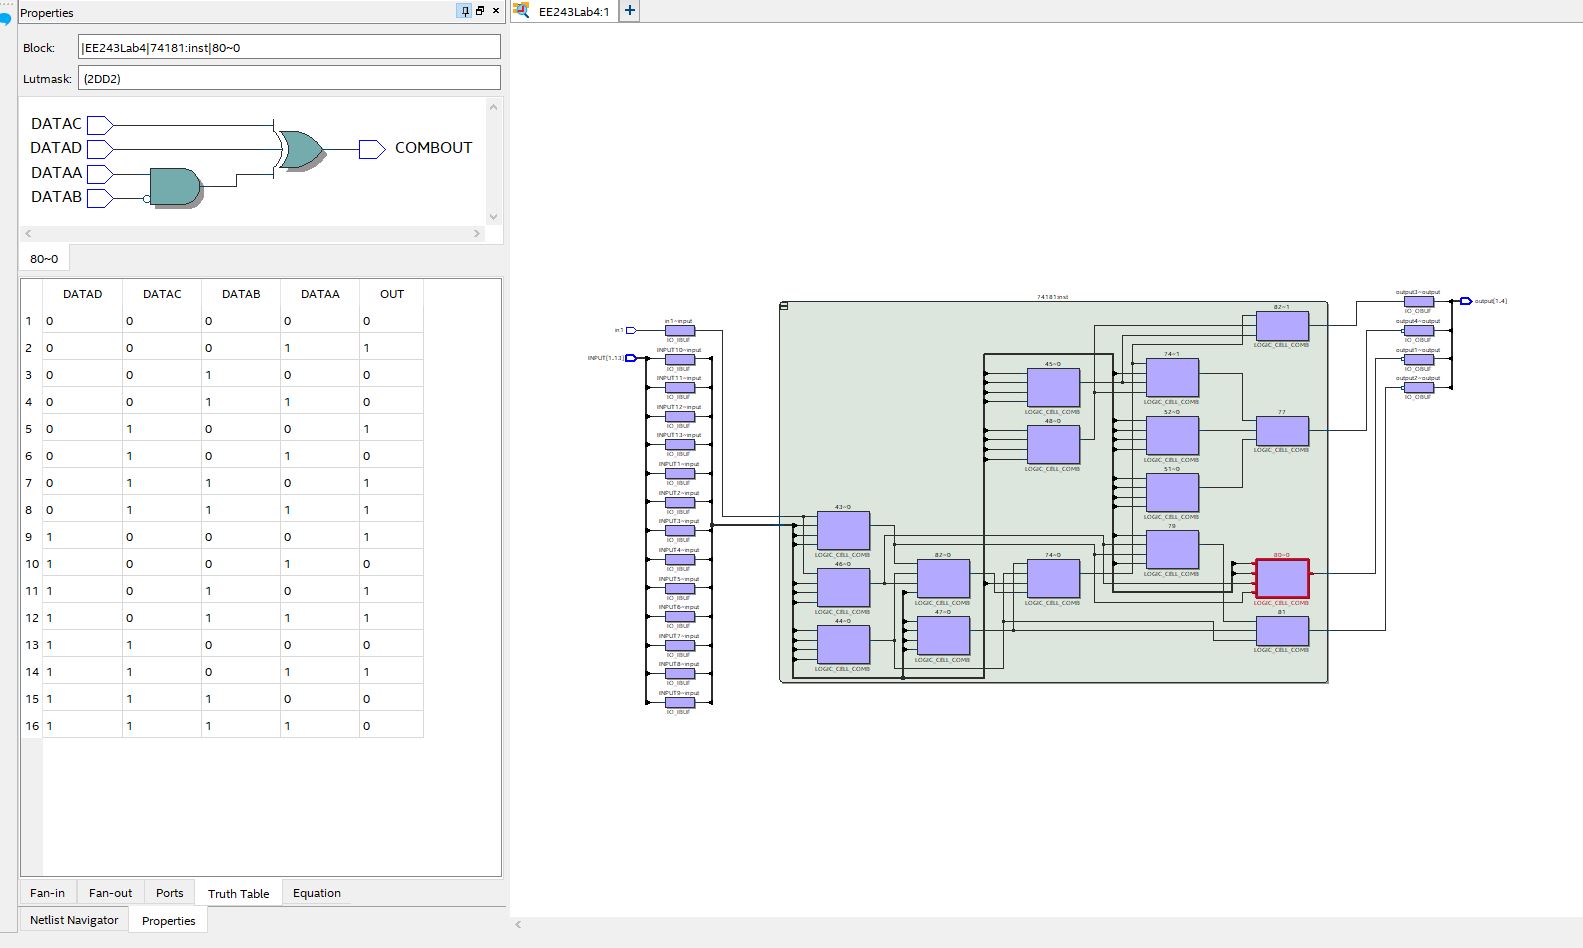 Properties
Block: |EE243Lab4|74181:inst|80~0
Lutmask: (2DD2)
DATAC
DATAD
DATAA
DATAB
COMBOUT
80~0
DATAD DATAC DATAB DATAA OUT
1 0 0 0 0 0
2 0 0 0 1 1
3 0 0 1 0 0
4 0 0 1 1 0
5 0 1 0 0 1
6 0 1 0 1 0
7 0 1 1 0 1
8 0 1 1 1 1
9 1 0 0 0 1
10 1 0 0 1 0
11 1 0 1 0 1
12 1 0 1 1 1
13 1 1 0 0 0
14 1 1 0 1 1
15 1 1 1 0 0
16 1 1 1 1 0
Fan-in Fan-out Ports Truth Table Equation
Netlist Navigator Properties
EE243Lab4:1
74181:inst
in1
in1~input
IO_IBUF
INPUT[1..13]
INPUT10~input
IO_IBUF
INPUT11~input
IO_IBUF
INPUT12~input
IO_IBUF
INPUT13~input
IO_IBUF
INPUT1~input
IO_IBUF
INPUT2~input
IO_IBUF
INPUT3~input
IO_IBUF
INPUT4~input
IO_IBUF
INPUT5~input
IO_IBUF
INPUT6~input
IO_IBUF
INPUT7~input
IO_IBUF
INPUT8~input
IO_IBUF
INPUT9~input
IO_IBUF
43~0
LOGIC_CELL_COMB
46~0
LOGIC_CELL_COMB
44~0
LOGIC_CELL_COMB
82~0
LOGIC_CELL_COMB
47~0
LOGIC_CELL_COMB
45~0
LOGIC_CELL_COMB
48~0
LOGIC_CELL_COMB
74~0
LOGIC_CELL_COMB
74~1
LOGIC_CELL_COMB
52~0
LOGIC_CELL_COMB
51~0
LOGIC_CELL_COMB
79
LOGIC_CELL_COMB
82~1
LOGIC_CELL_COMB
77
LOGIC_CELL_COMB
80~0
LOGIC_CELL_COMB
81
LOGIC_CELL_COMB
output3~output
IO_OBUF
output4~output
IO_OBUF
output1~output
IO_OBUF
output2~output
IO_OBUF
output[1..4]